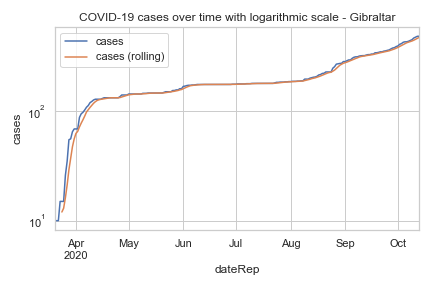 COVID-19 cases over time with logarithmic scale - Gibraltar
cases
cases (rolling)
10²
10¹
cases
Apr
2020
May
Jun
Jul
Aug
Sep
Oct
dateRep